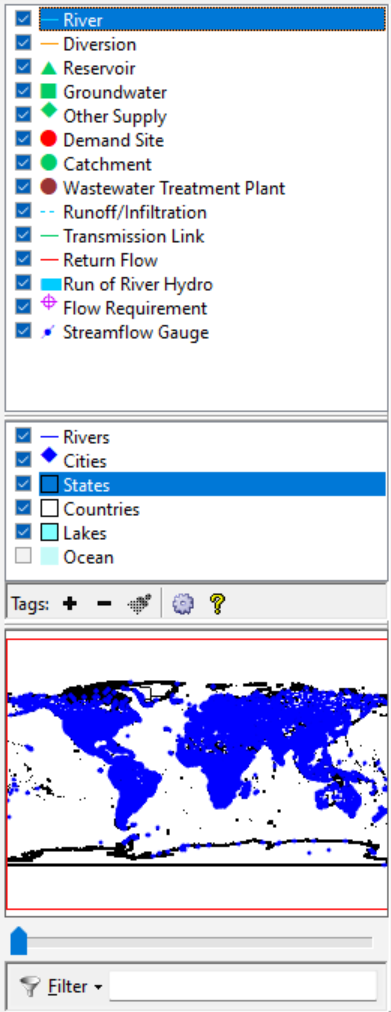 River
Diversion
Reservoir
Groundwater
Other Supply
Demand Site
Catchment
Wastewater Treatment Plant
Runoff/Infiltration
Transmission Link
Return Flow
Run of River Hydro
Flow Requirement
Streamflow Gauge
Rivers
Cities
States
Countries
Lakes
Ocean
Tags: + - ?
Filter